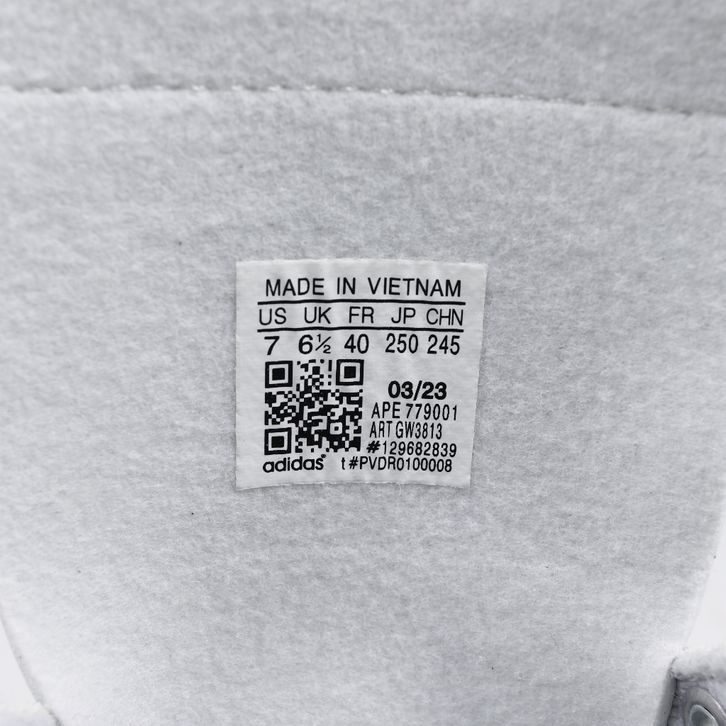 MADE IN VIETNAM
US UK FR JP CHN
7 6½ 40 250 245
03/23
APE 779001
ART GW3813
#129682839
adidas® t#PVDR0100008